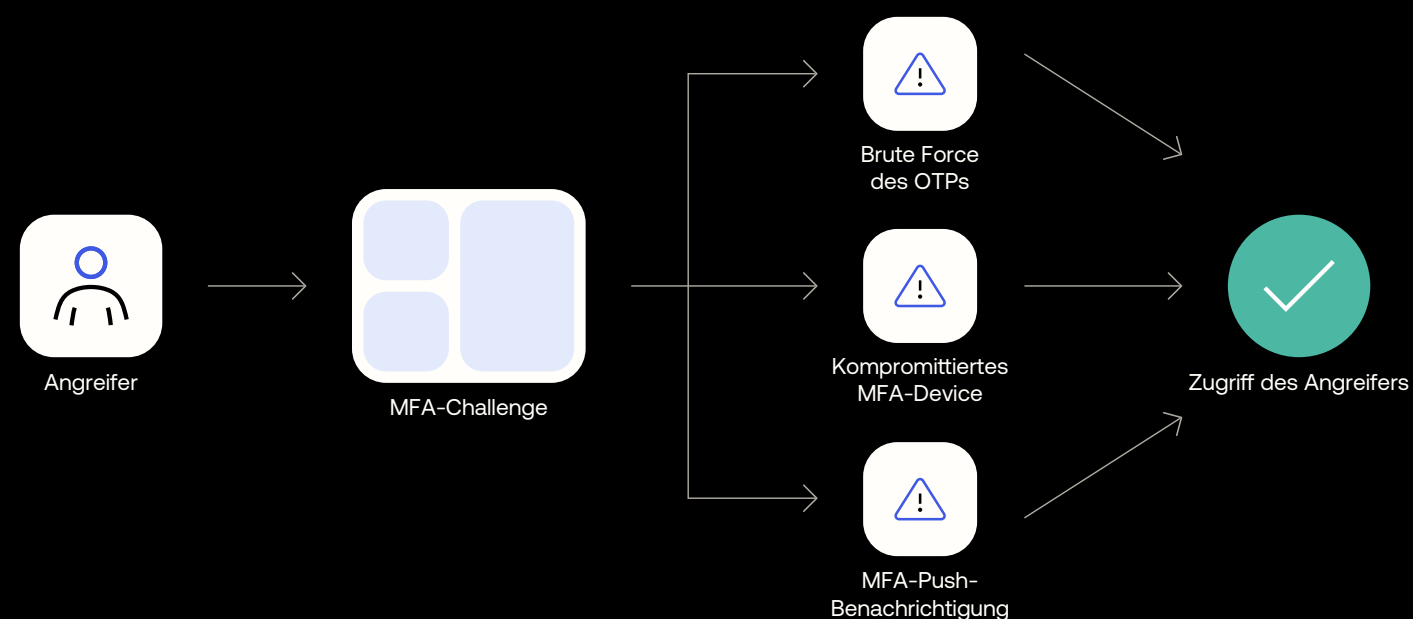 Angreifer
MFA-Challenge
Brute Force
des OTPs
Kompromittiertes
MFA-Device
MFA-Push-
Benachrichtigung
Zugriff des Angreifers